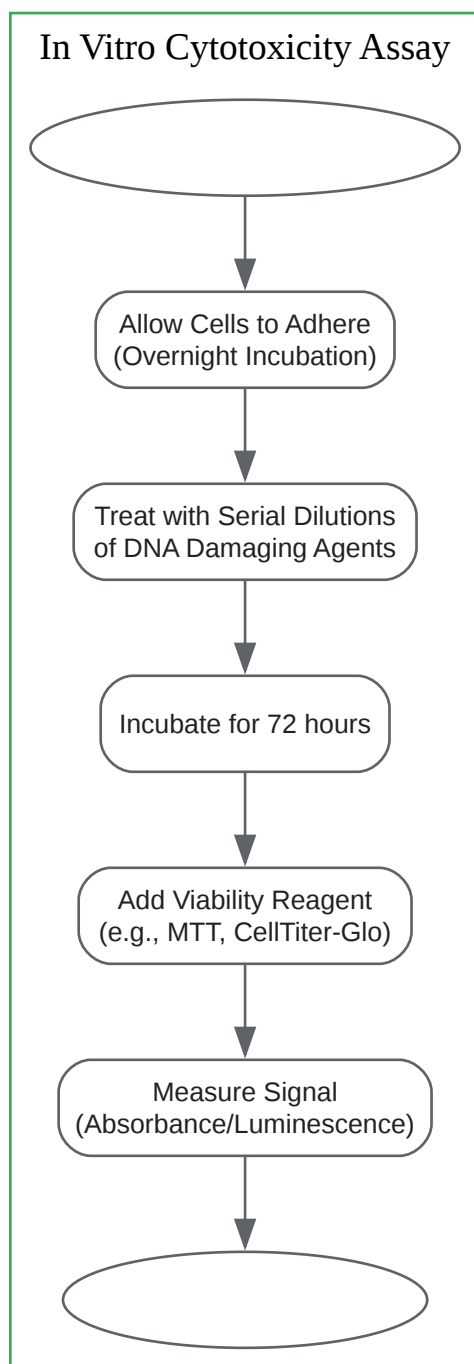 In Vitro Cytotoxicity Assay
Allow Cells to Adhere
(Overnight Incubation)
Treat with Serial Dilutions
of DNA Damaging Agents
Incubate for 72 hours
Add Viability Reagent
(e.g., MTT, CellTiter-Glo)
Measure Signal
(Absorbance/Luminescence)